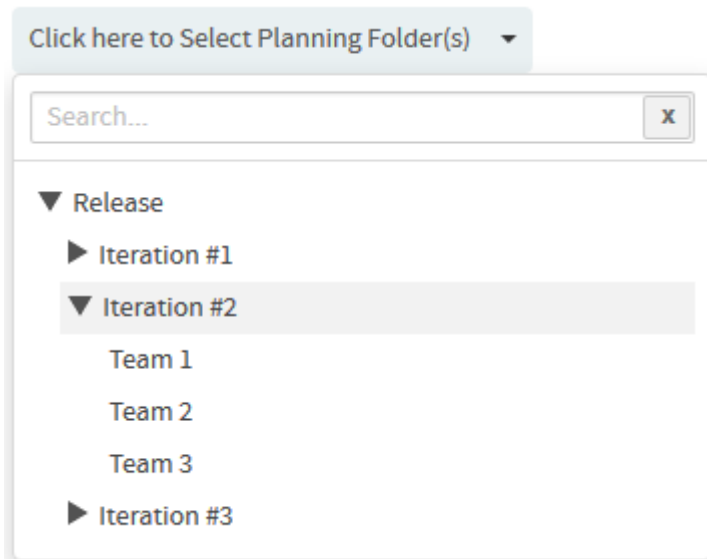 Click here to Select Planning Folder(s)
Search...
x
Release
Iteration #1
Iteration #2
Team 1
Team 2
Team 3
Iteration #3